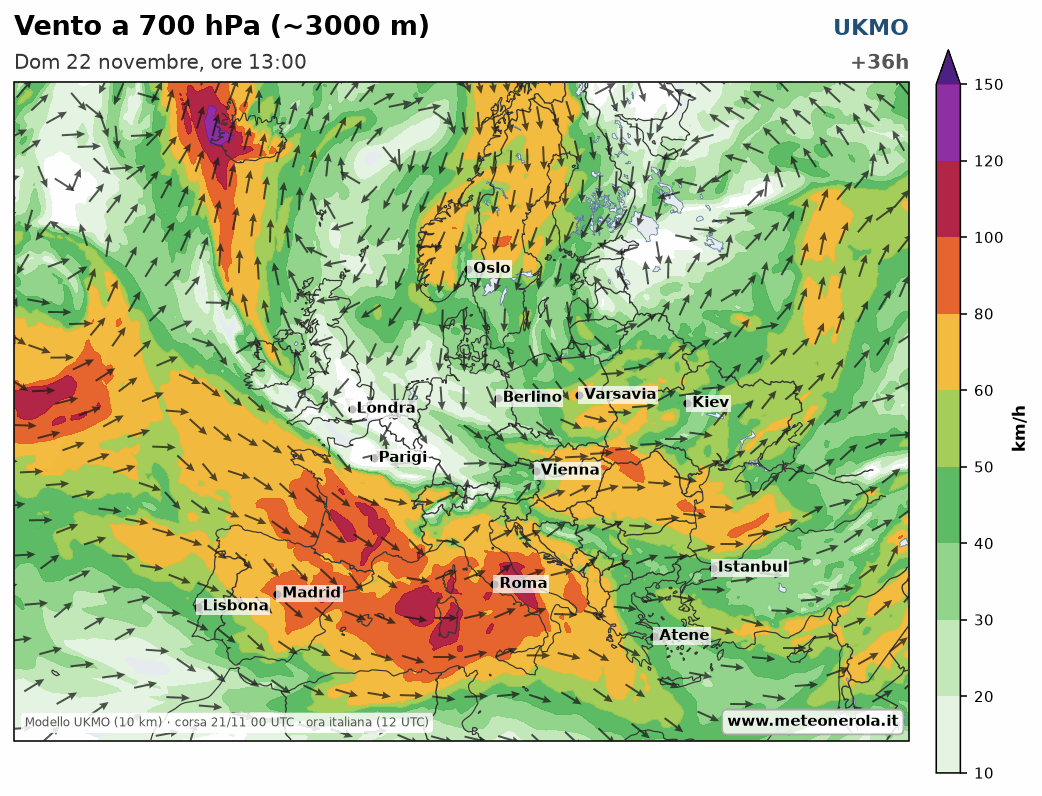 Vento a 700 hPa (~3000 m)
UKMO
Dom 22 novembre, ore 13:00
+36h
150
120
100
80
60
50
40
30
20
10
km/h
Oslo
Berlino
Varsavia
Kiev
Londra
Parigi
Vienna
Istanbul
Roma
Madrid
Lisbona
Atene
Modello UKMO (10 km) · corsa 21/11 00 UTC · ora italiana (12 UTC)
www.meteonerola.it